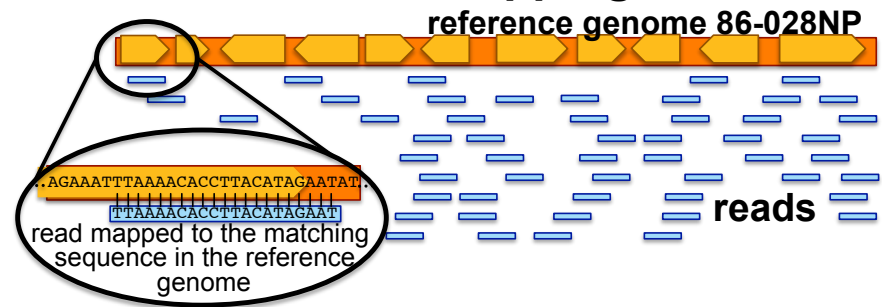 reference genome 86-028NP
..AGAAATTTAAAACACCTTACATAGAATAT..
TTAAAACACCTTACATAGAAT
reads
read mapped to the matching
sequence in the reference
genome